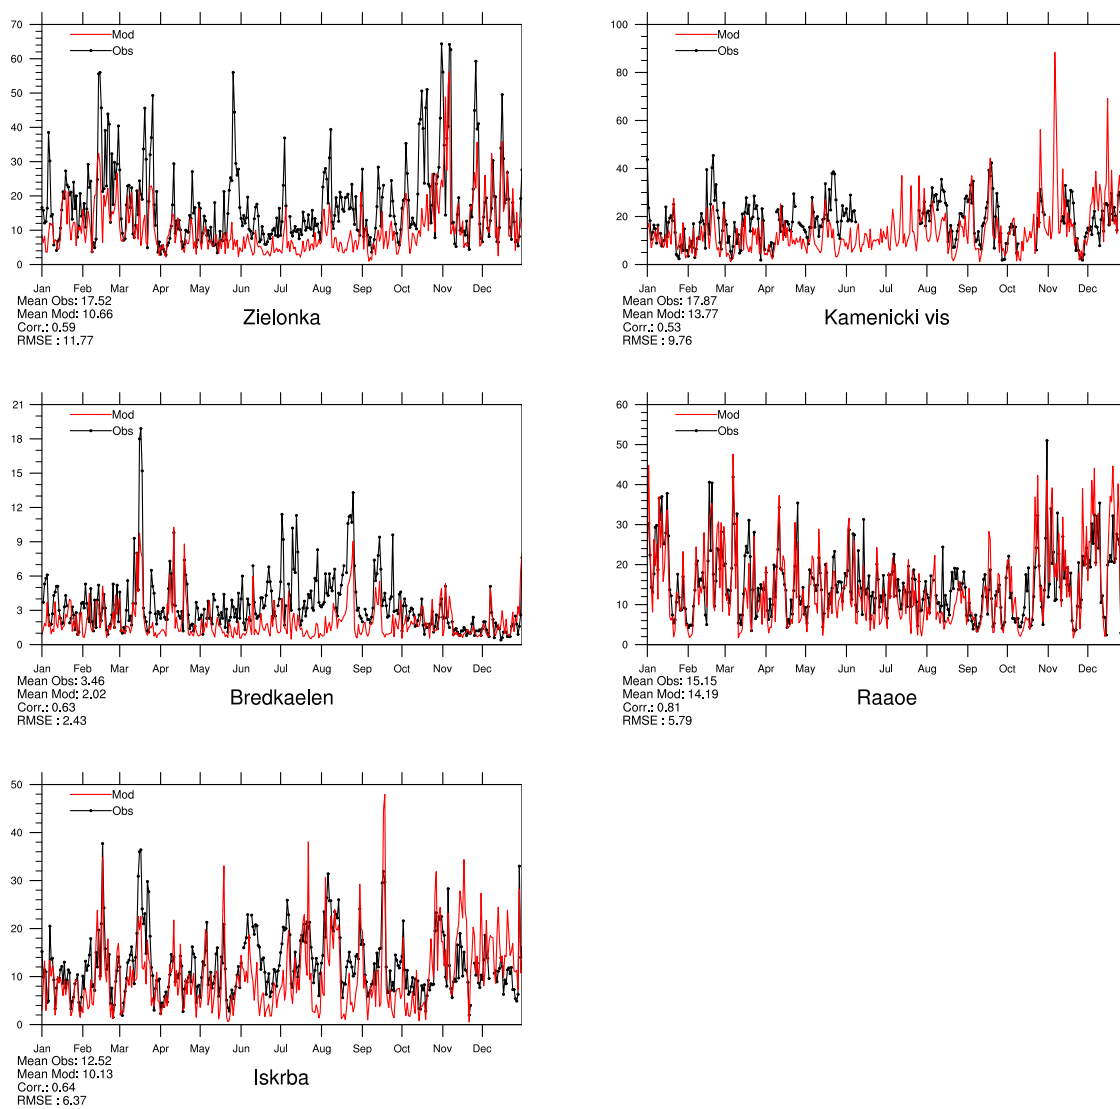 70
60
50
40
30
20
10
0
Mod
Obs
Jan Feb Mar Apr May Jun Jul Aug Sep Oct Nov Dec
Mean Obs: 17.52
Mean Mod: 10.66
Corr.: 0.59
RMSE : 11.77
Zielonka
100
80
60
40
20
0
Mod
Obs
Jan Feb Mar Apr May Jun Jul Aug Sep Oct Nov Dec
Mean Obs: 17.87
Mean Mod: 13.77
Corr.: 0.53
RMSE : 9.76
Kamenicki vis
21
18
15
12
9
6
3
0
Mod
Obs
Jan Feb Mar Apr May Jun Jul Aug Sep Oct Nov Dec
Mean Obs: 3.46
Mean Mod: 2.02
Corr.: 0.63
RMSE : 2.43
Bredkaelen
60
50
40
30
20
10
0
Mod
Obs
Jan Feb Mar Apr May Jun Jul Aug Sep Oct Nov Dec
Mean Obs: 15.15
Mean Mod: 14.19
Corr.: 0.81
RMSE : 5.79
Raaoe
50
40
30
20
10
0
Mod
Obs
Jan Feb Mar Apr May Jun Jul Aug Sep Oct Nov Dec
Mean Obs: 12.52
Mean Mod: 10.13
Corr.: 0.64
RMSE : 6.37
Iskrba